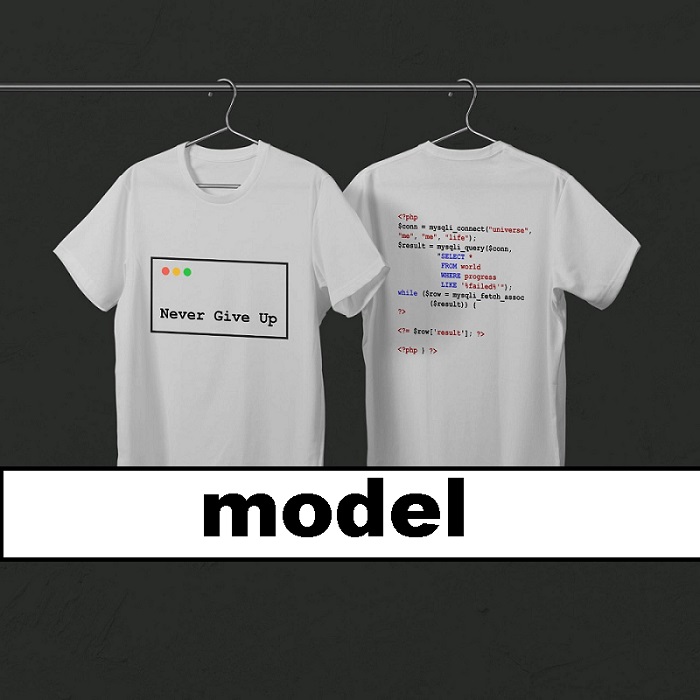 Never Give Up
<?php
$conn = mysqli_connect("universe",
"me", "me", "life");
$result = mysqli_query($conn,
"SELECT *
FROM world
WHERE progress
LIKE '%failed%'");
while ($row = mysqli_fetch_assoc
($result)) {
?>
<?= $row['result']; ?>
<?php } ?>
model